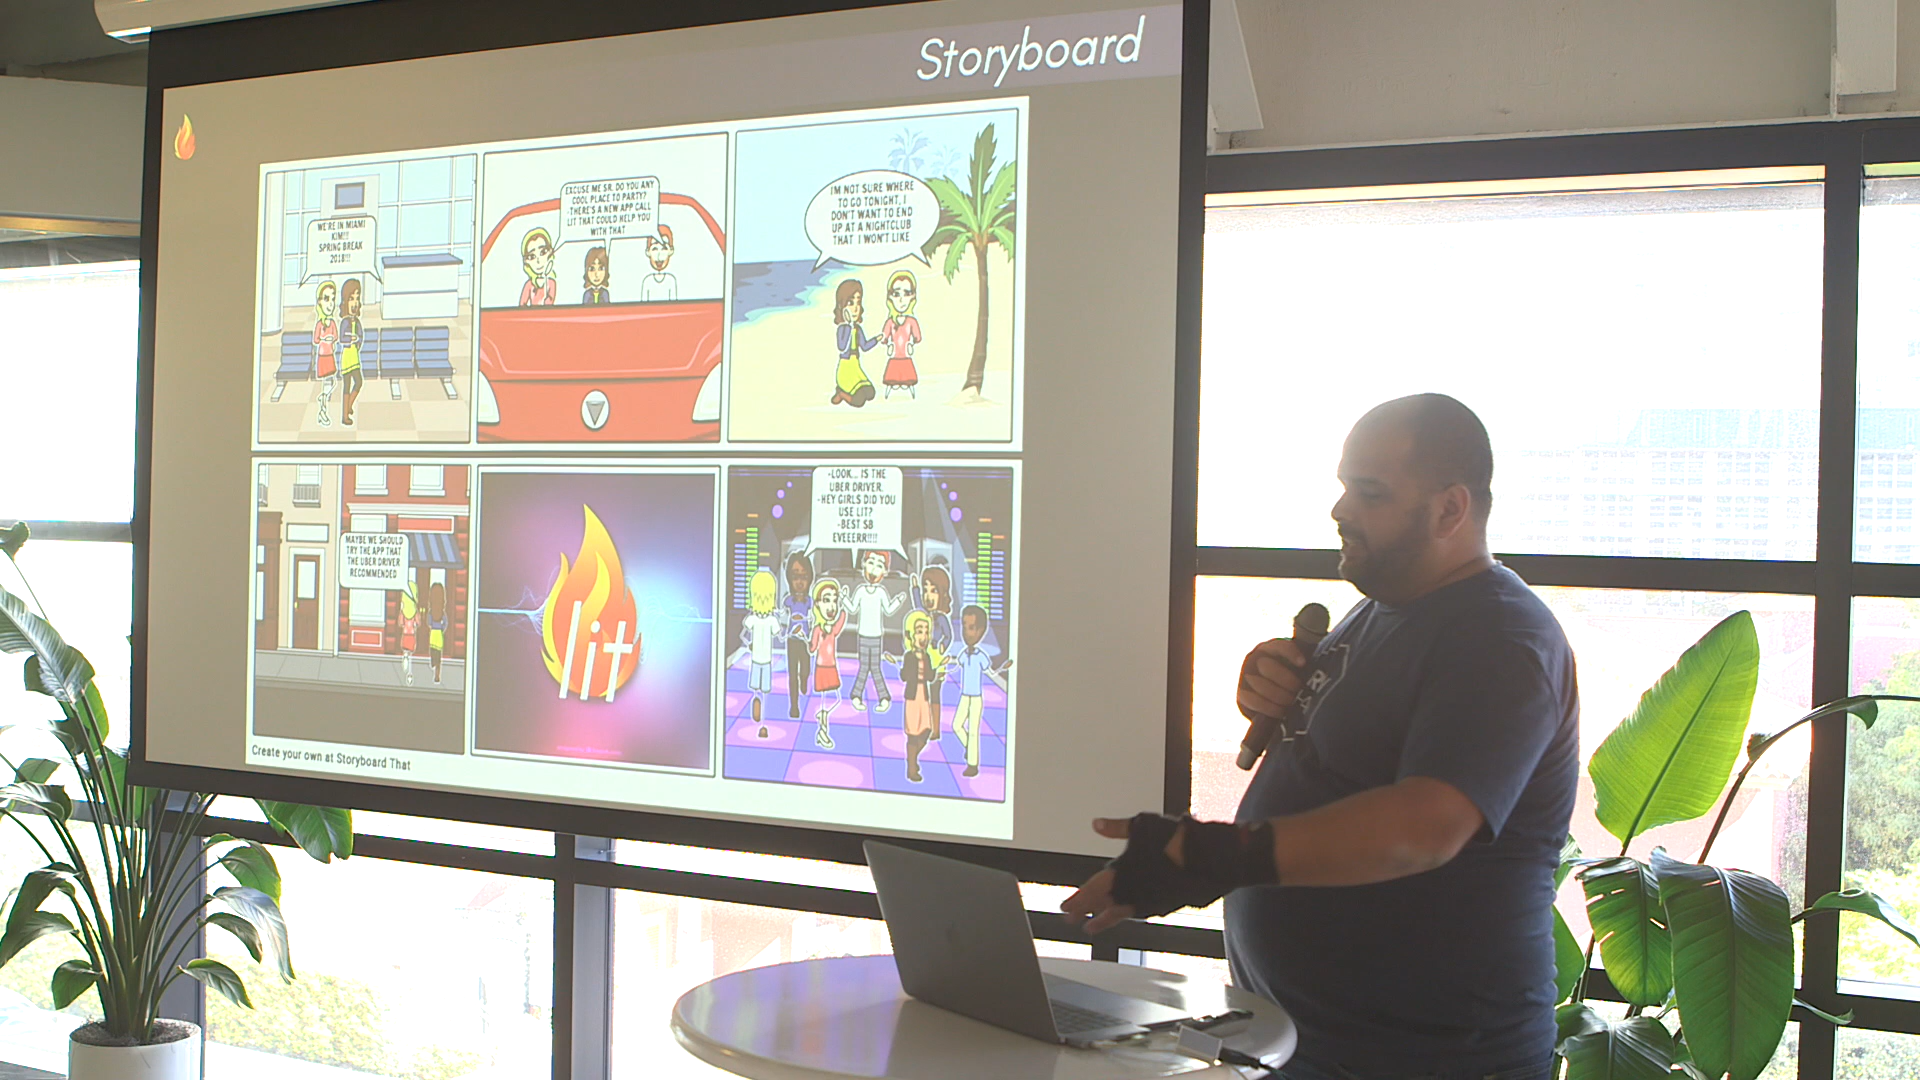 Storyboard
WE'RE IN MIAMI
KIM!!!
SPRING BREAK
2018!!!
EXCUSE ME SR. DO YOU ANY
COOL PLACE TO PARTY?
-THERE'S A NEW APP CALL
LIT THAT COULD HELP YOU
WITH THAT
IM NOT SURE WHERE
TO GO TONIGHT, I
DON'T WANT TO END
UP AT A NIGHTCLUB
THAT I WON'T LIKE
MAYBE WE SHOULD
TRY THE APP THAT
THE UBER DRIVER
RECOMMENDED
lit
-LOOK... IS THE
UBER DRIVER.
-HEY GIRLS DID YOU
USE LIT?
-BEST SB
EVEEERR!!!!
Create your own at Storyboard That